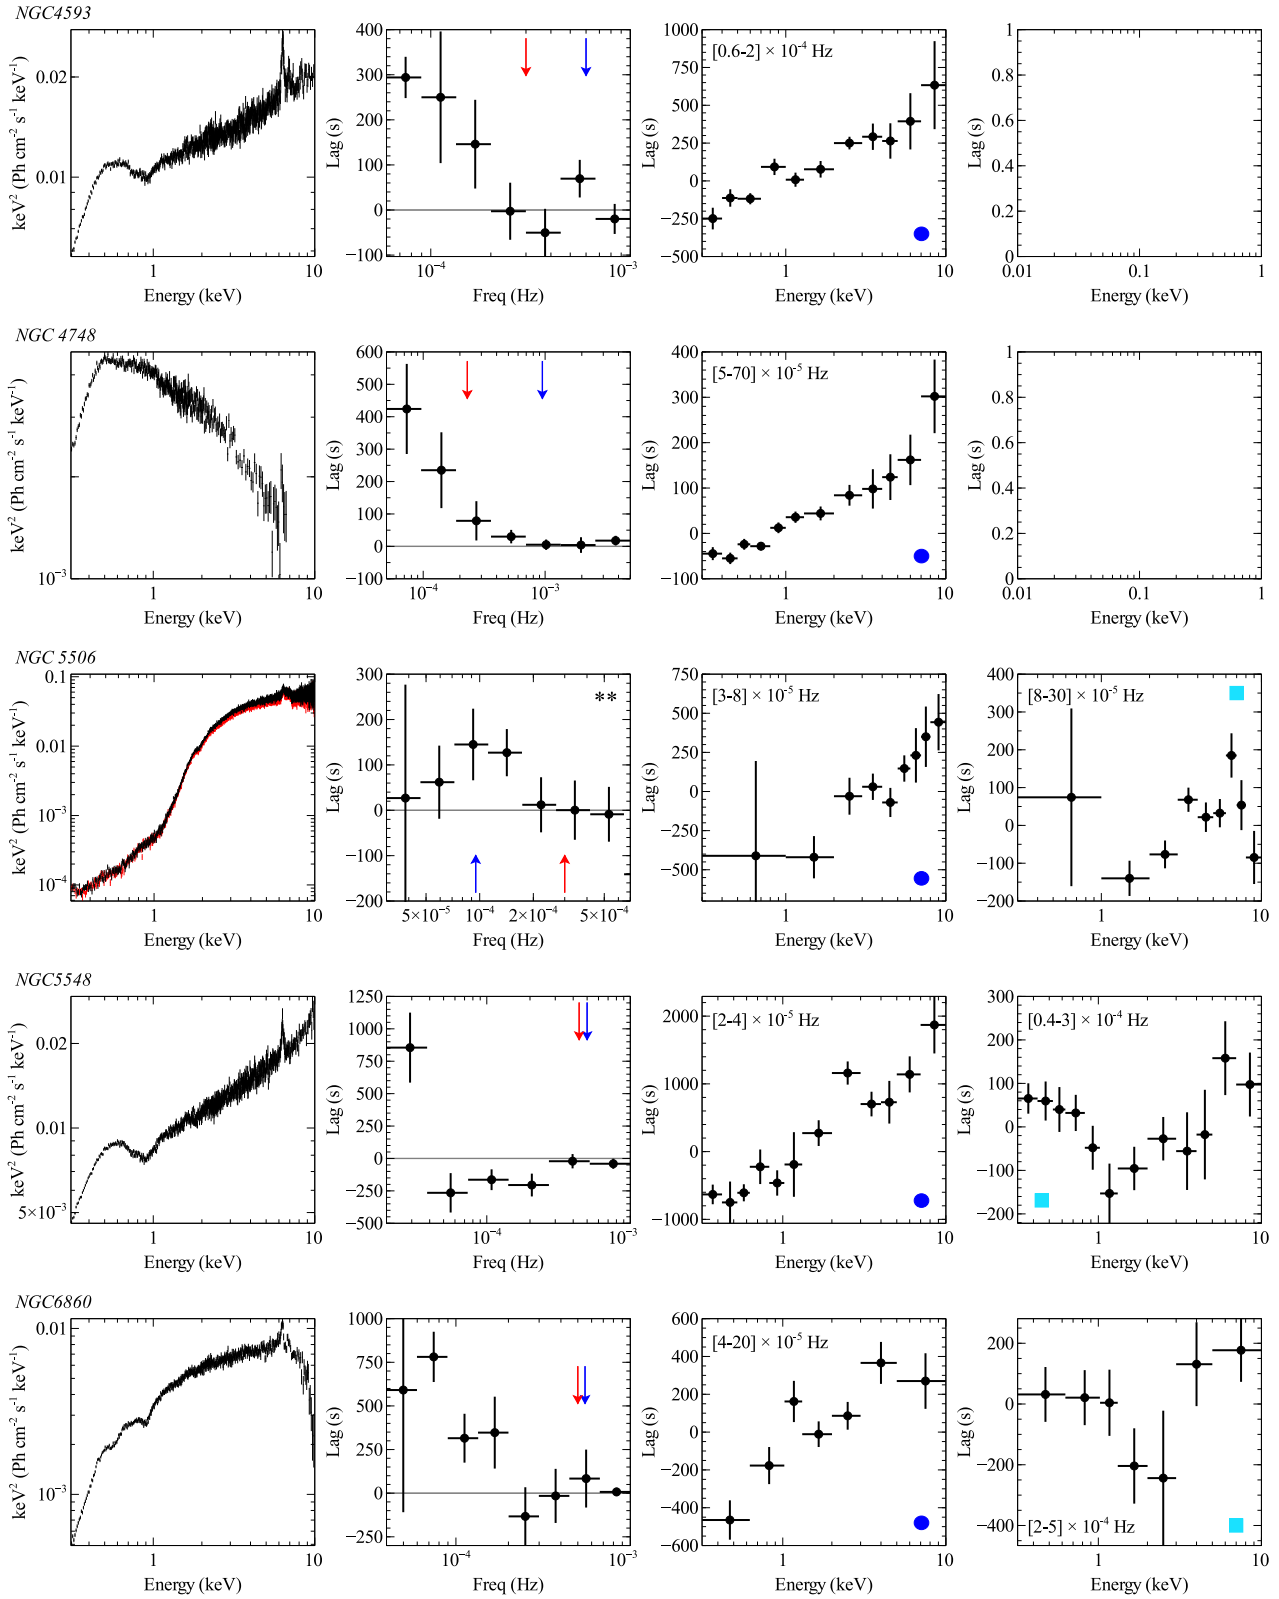 NGC4593
keV² (Ph cm⁻² s⁻¹ keV⁻¹)
0.02
0.01
1
10
Energy (keV)
Lag (s)
400
300
200
100
0
−100
10⁻⁴
10⁻³
Freq (Hz)
Lag (s)
[0.6-2] × 10⁻⁴ Hz
1000
750
500
250
0
−250
−500
1
10
Energy (keV)
Lag (s)
1
0.8
0.6
0.4
0.2
0
0.01
0.1
1
Energy (keV)
NGC 4748
keV² (Ph cm⁻² s⁻¹ keV⁻¹)
10⁻³
1
10
Energy (keV)
Lag (s)
600
500
400
300
200
100
0
−100
10⁻⁴
10⁻³
Freq (Hz)
Lag (s)
[5-70] × 10⁻⁵ Hz
400
300
200
100
0
−100
1
10
Energy (keV)
Lag (s)
1
0.8
0.6
0.4
0.2
0
0.01
0.1
1
Energy (keV)
NGC 5506
keV² (Ph cm⁻² s⁻¹ keV⁻¹)
0.1
0.01
10⁻³
10⁻⁴
1
10
Energy (keV)
Lag (s)
**
300
200
100
0
−100
−200
5×10⁻⁵
10⁻⁴
2×10⁻⁴
5×10⁻⁴
Freq (Hz)
Lag (s)
[3-8] × 10⁻⁵ Hz
750
500
250
0
−250
−500
1
10
Energy (keV)
Lag (s)
[8-30] × 10⁻⁵ Hz
400
300
200
100
0
−100
−200
1
10
Energy (keV)
NGC5548
keV² (Ph cm⁻² s⁻¹ keV⁻¹)
0.02
0.01
5×10⁻³
1
10
Energy (keV)
Lag (s)
1250
1000
750
500
250
0
−250
−500
10⁻⁴
10⁻³
Freq (Hz)
Lag (s)
[2-4] × 10⁻⁵ Hz
2000
1000
0
−1000
1
10
Energy (keV)
Lag (s)
[0.4-3] × 10⁻⁴ Hz
300
200
100
0
−100
−200
1
10
Energy (keV)
NGC6860
keV² (Ph cm⁻² s⁻¹ keV⁻¹)
0.01
10⁻³
1
10
Energy (keV)
Lag (s)
1000
750
500
250
0
−250
10⁻⁴
10⁻³
Freq (Hz)
Lag (s)
[4-20] × 10⁻⁵ Hz
600
400
200
0
−200
−400
−600
1
10
Energy (keV)
Lag (s)
200
0
−200
−400
[2-5] × 10⁻⁴ Hz
1
10
Energy (keV)